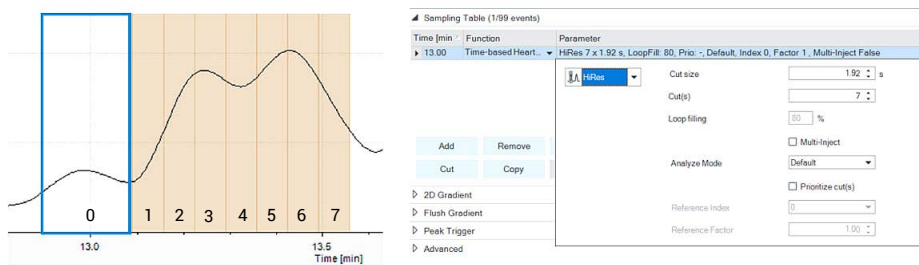 0 1 2 3 4 5 6 7
13.0 13.5
Time [min]
Sampling Table (1/99 events)
Time [min Function Parameter
13.00 Time-based Heart... HiRes 7 x 1.92 s, LoopFill: 80, Prio: -, Default, Index 0, Factor 1 , Multi-Inject False
HiRes
Cut size 1.92 s
Cut(s) 7
Loop filling 80 %
Multi-Inject
Analyze Mode Default
Prioritize cut(s)
Reference Index 0
Reference Factor 1.00
Add Remove
Cut Copy
2D Gradient
Flush Gradient
Peak Trigger
Advanced